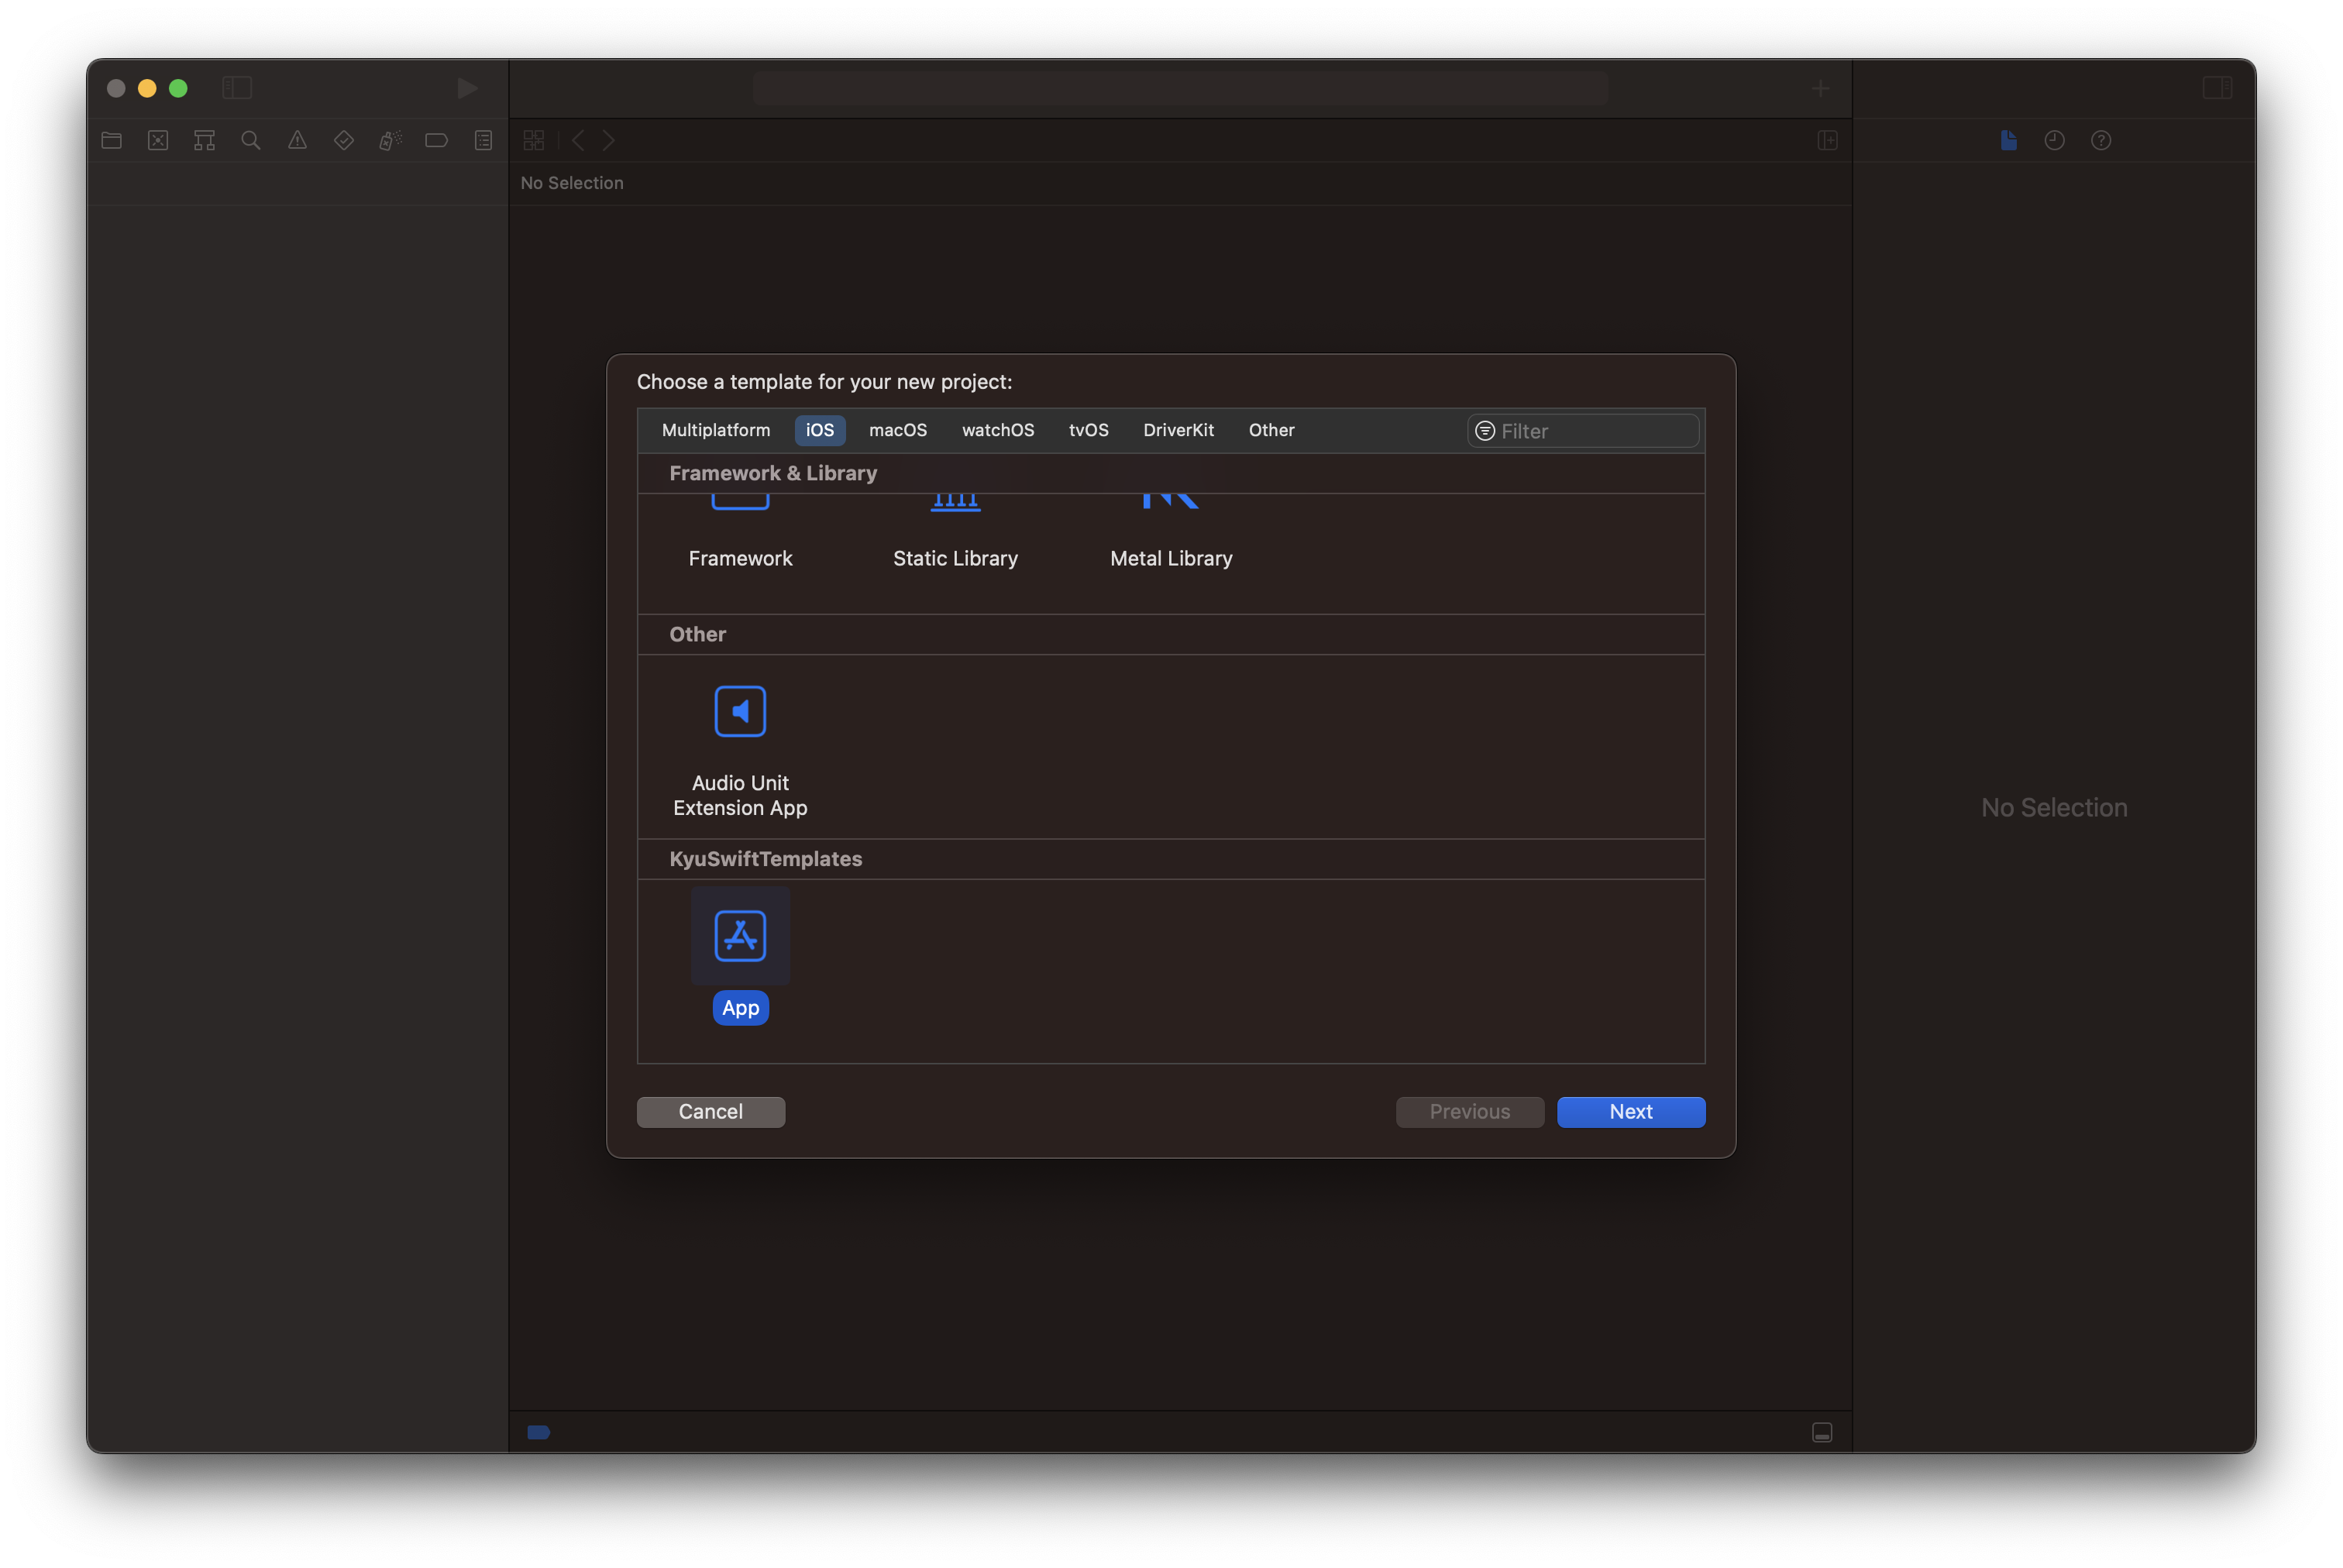 No Selection
Choose a template for your new project:
Multiplatform iOS macOS watchOS tvOS DriverKit Other Filter
Framework & Library
Framework Static Library Metal Library
Other
Audio Unit
Extension App
KyuSwiftTemplates
App
Cancel Previous Next
No Selection